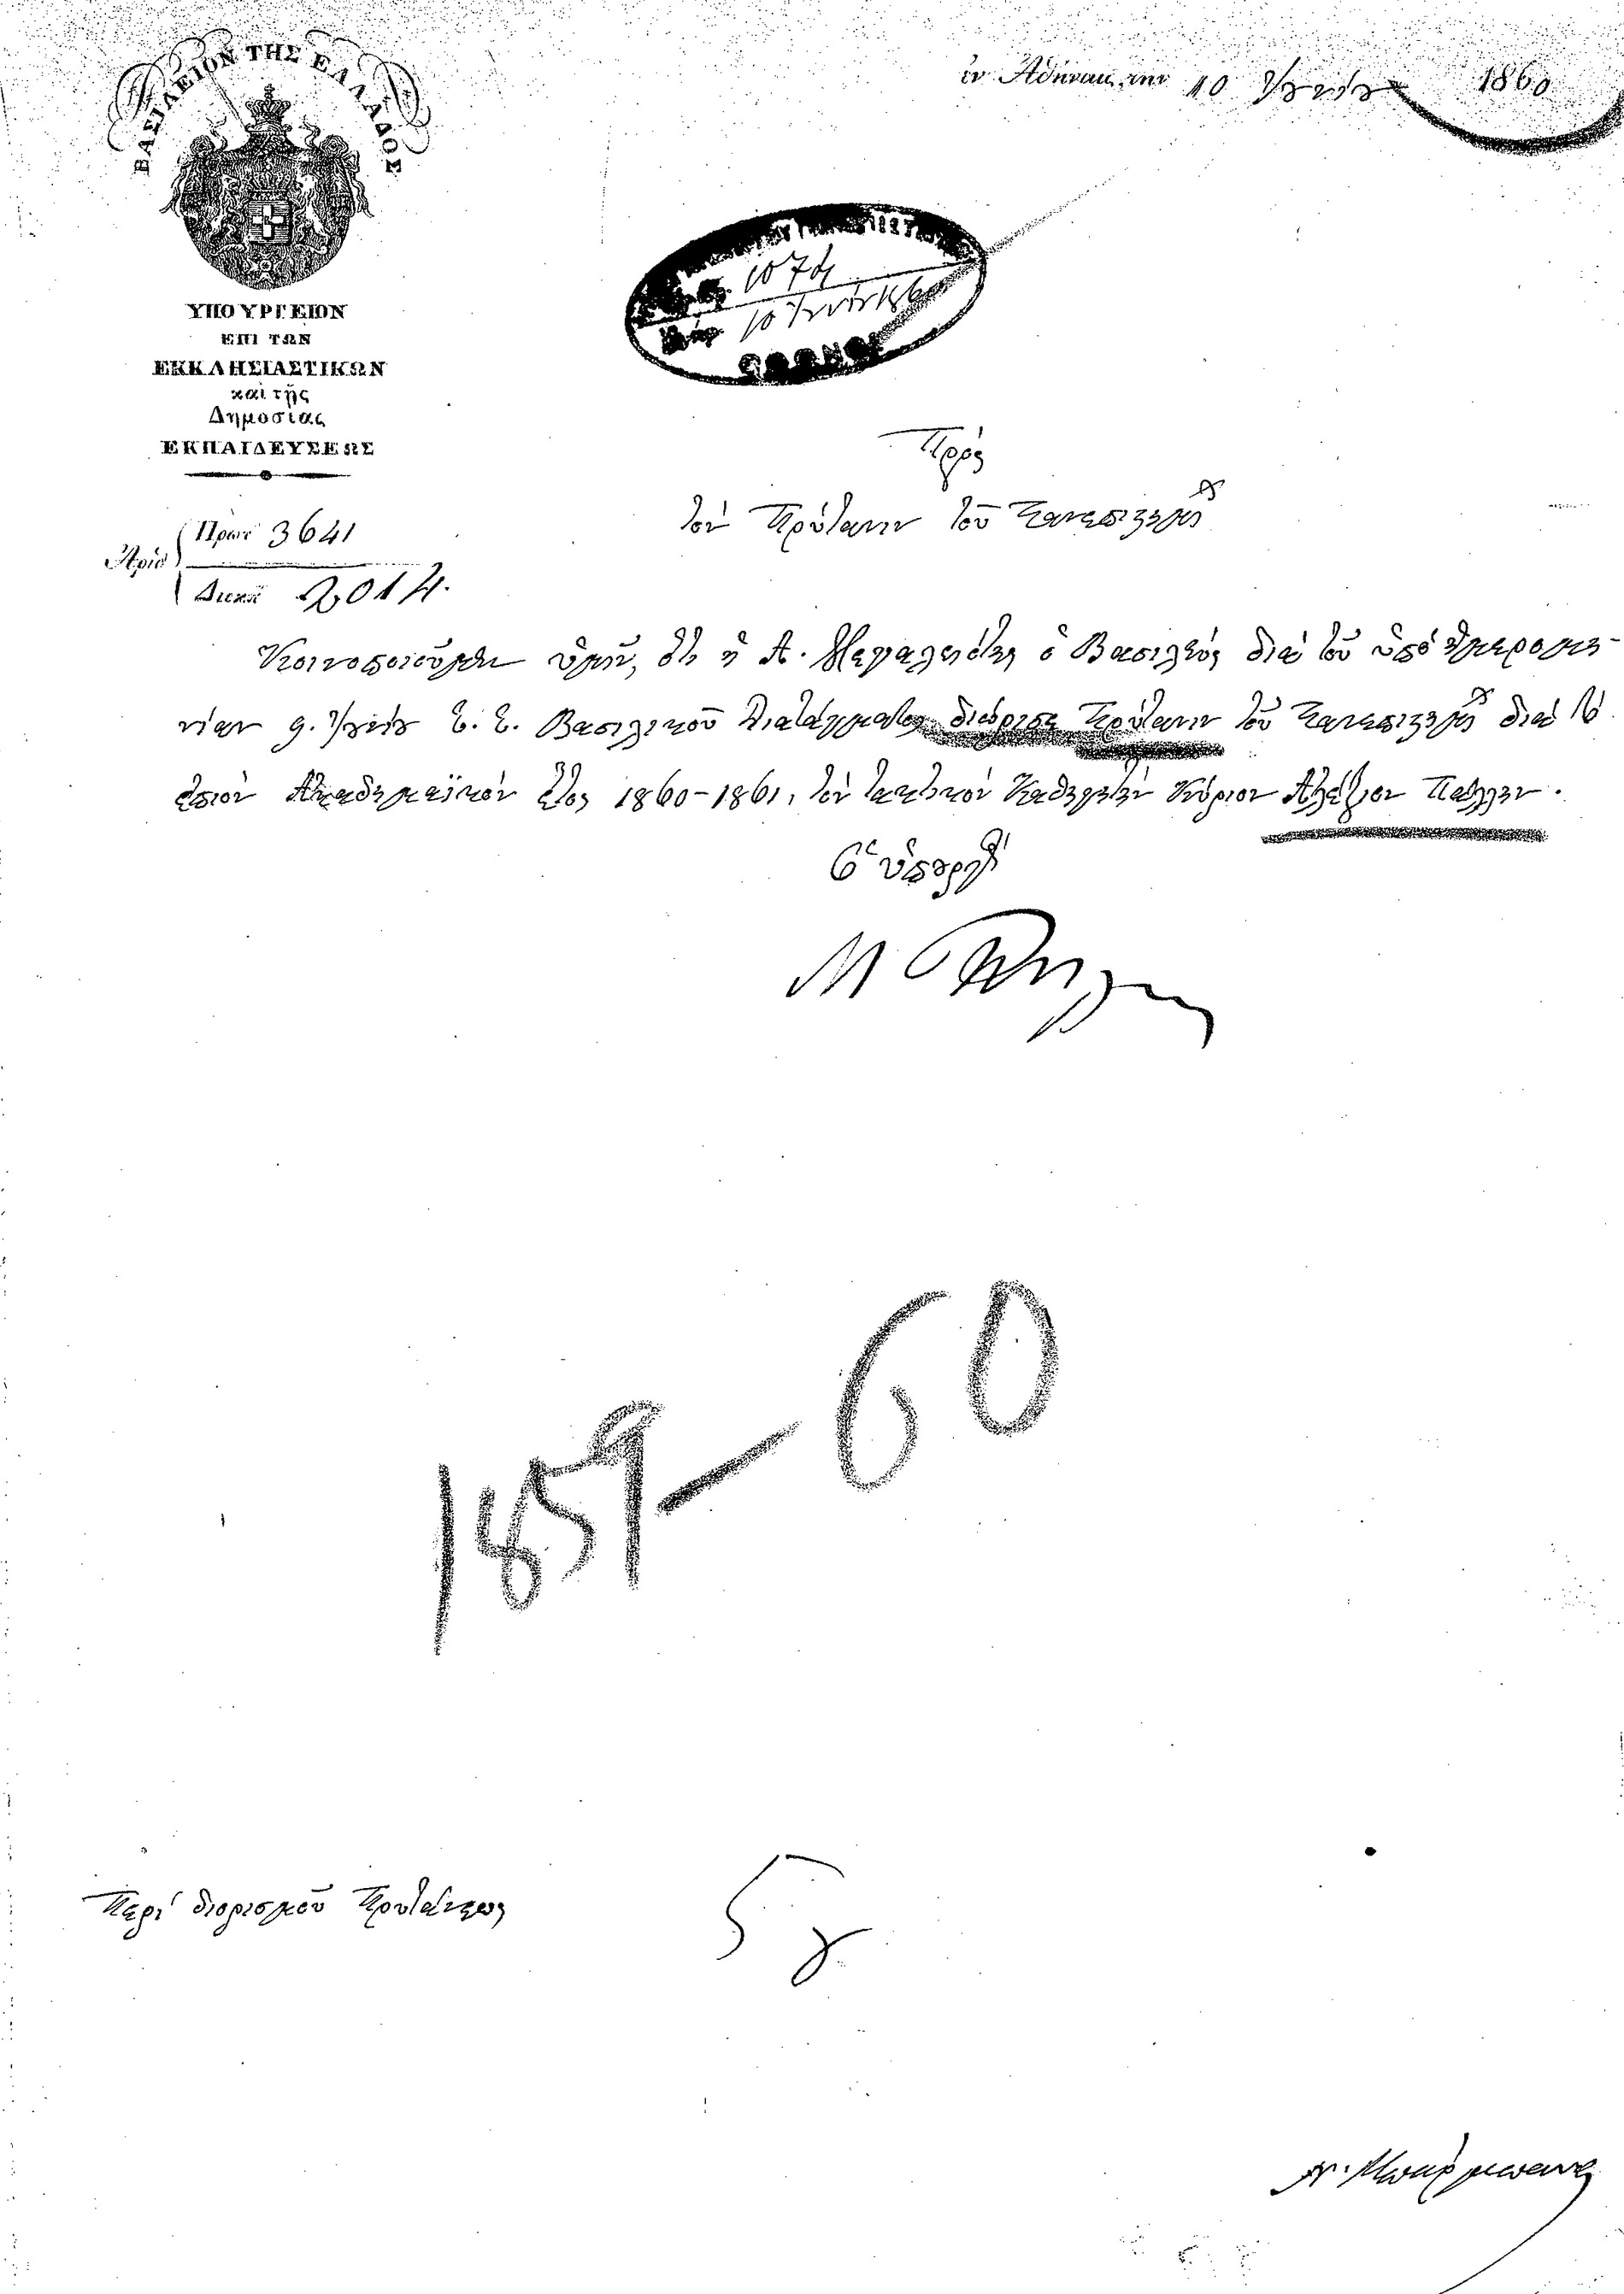 ΒΑΣΙΛΕΙΟΝ ΤΗΣ ΕΛΛΑΔΟΣ
ἐν Ἀθήναις τὴν 10 1860
ΥΠΟΥΡΓΕΙΟΝ
ΕΠΙ ΤΩΝ
ΕΚΚΛΗΣΙΑΣΤΙΚΩΝ
καὶ τῆς
Δημοσίας
ΕΚΠΑΙΔΕΥΣΕΩΣ
1074
10
Πρὸς
τὸν Πρύτανιν τοῦ Πανεπιστημίου
Ἀριθ Πρωτ 3641
Διεκπ 2014.
Κοινοποιοῦμεν ὑμῖν, ὅτι ἡ Α. Μεγαλειότης ὁ Βασιλεὺς διὰ τοῦ ὑπὸ ἡμερομη-
νίαν 9. ἔ. ἔ. Βασιλικοῦ Διατάγματος διώρισε Πρύτανιν τοῦ Πανεπιστημίου διὰ τὸ
ἐπιὸν Ἀκαδημαϊκὸν ἔτος 1860-1861, τὸν τακτικὸν Καθηγητὴν Κύριον Ἀλέξιον Πάλλην.
Ὁ ὑπουργὸς
1859-60
Περὶ διορισμοῦ Πρυτάνεως